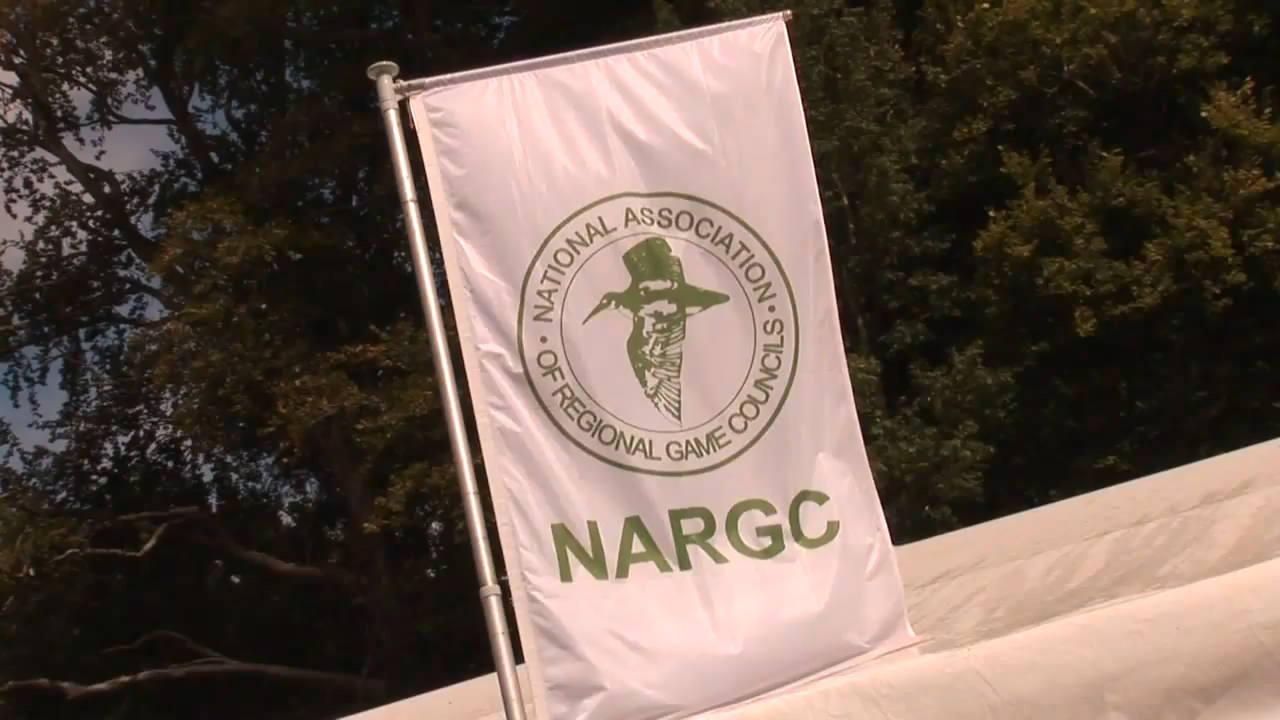 • NATIONAL ASSOCIATION •
OF REGIONAL GAME COUNCILS
NARGC